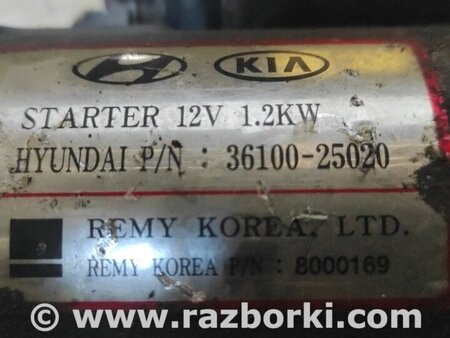 KIA
STARTER 12V 1.2KW
HYUNDAI P/N : 36100-25020
REMY KOREA, LTD.
REMY KOREA P/N : 8000169
© www.razborki.com